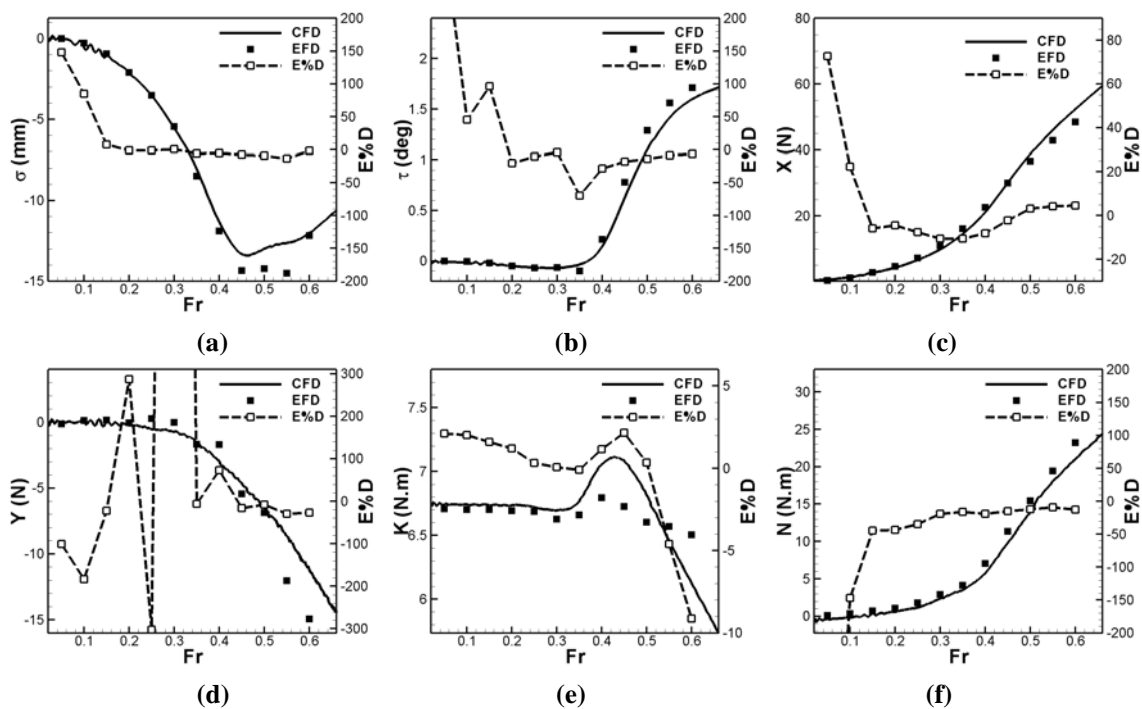 0
-5
-10
-15
σ (mm)
0.1 0.2 0.3 0.4 0.5 0.6
Fr
200
150
100
50
0
-50
-100
-150
-200
E%D
CFD
EFD
E%D
(a)
2
1.5
1
0.5
0
τ (deg)
0.1 0.2 0.3 0.4 0.5 0.6
Fr
200
150
100
50
0
-50
-100
-150
-200
E%D
CFD
EFD
E%D
(b)
80
60
40
20
X (N)
0.1 0.2 0.3 0.4 0.5 0.6
Fr
80
60
40
20
0
-20
E%D
CFD
EFD
E%D
(c)
0
-5
-10
-15
Y (N)
0.1 0.2 0.3 0.4 0.5 0.6
Fr
300
200
100
0
-100
-200
-300
E%D
CFD
EFD
E%D
(d)
7.5
7
6.5
6
K (N.m)
0.1 0.2 0.3 0.4 0.5 0.6
Fr
5
0
-5
-10
E%D
CFD
EFD
E%D
(e)
30
25
20
15
10
5
0
N (N.m)
0.1 0.2 0.3 0.4 0.5 0.6
Fr
200
150
100
50
0
-50
-100
-150
-200
E%D
CFD
EFD
E%D
(f)